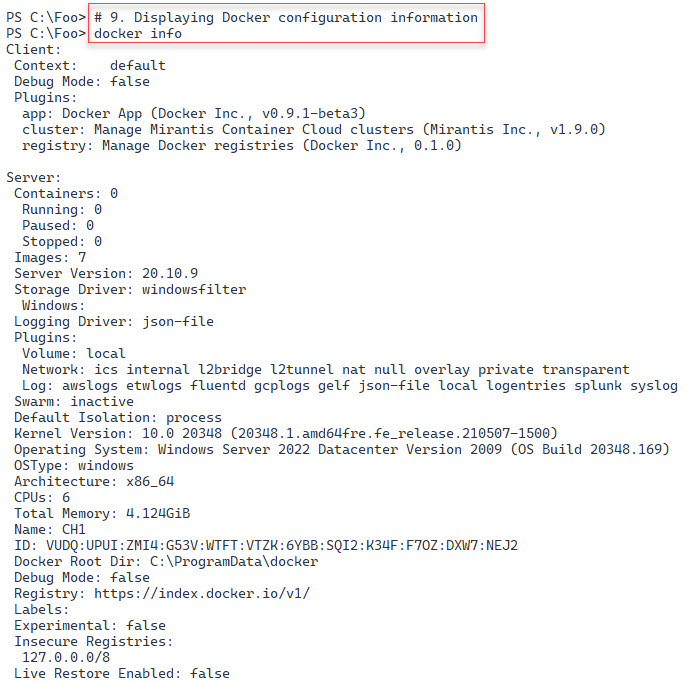 PS C:\Foo> # 9. Displaying Docker configuration information
PS C:\Foo> docker info
Client:
 Context:    default
 Debug Mode: false
 Plugins:
  app: Docker App (Docker Inc., v0.9.1-beta3)
  cluster: Manage Mirantis Container Cloud clusters (Mirantis Inc., v1.9.0)
  registry: Manage Docker registries (Docker Inc., 0.1.0)

Server:
 Containers: 0
  Running: 0
  Paused: 0
  Stopped: 0
 Images: 7
 Server Version: 20.10.9
 Storage Driver: windowsfilter
  Windows:
 Logging Driver: json-file
 Plugins:
  Volume: local
  Network: ics internal l2bridge l2tunnel nat null overlay private transparent
  Log: awslogs etwlogs fluentd gcplogs gelf json-file local logentries splunk syslog
 Swarm: inactive
 Default Isolation: process
 Kernel Version: 10.0 20348 (20348.1.amd64fre.fe_release.210507-1500)
 Operating System: Windows Server 2022 Datacenter Version 2009 (OS Build 20348.169)
 OSType: windows
 Architecture: x86_64
 CPUs: 6
 Total Memory: 4.124GiB
 Name: CH1
 ID: VUDQ:UPUI:ZMI4:G53V:WTFT:VTZK:6YBB:SQI2:K34F:F7OZ:DXW7:NEJ2
 Docker Root Dir: C:\ProgramData\docker
 Debug Mode: false
 Registry: https://index.docker.io/v1/
 Labels:
 Experimental: false
 Insecure Registries:
  127.0.0.0/8
 Live Restore Enabled: false